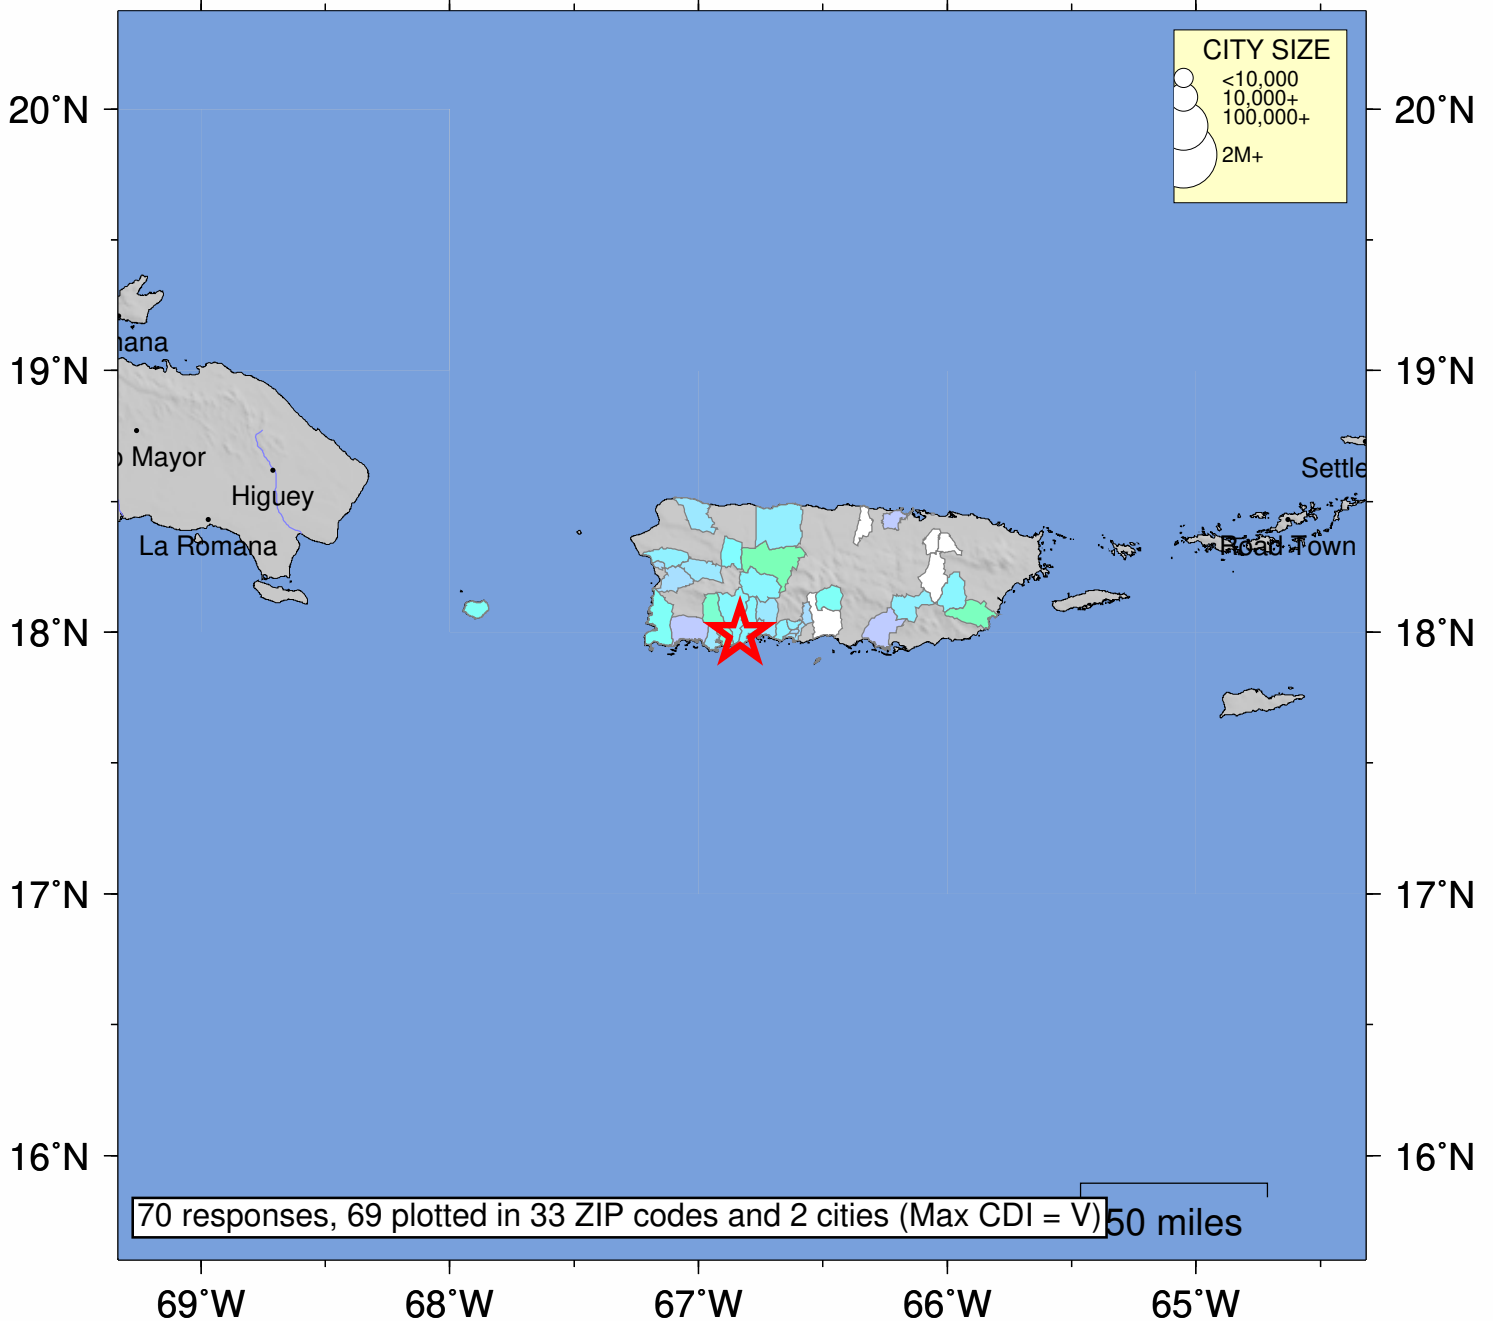 CITY SIZE
<10,000
10,000+
100,000+
2M+
20°N
20°N
19°N
19°N
18°N
18°N
17°N
17°N
16°N
16°N
nana
o Mayor
Higuey
La Romana
Settle
Road Town
70 responses, 69 plotted in 33 ZIP codes and 2 cities (Max CDI = V)
50 miles
69°W
68°W
67°W
66°W
65°W